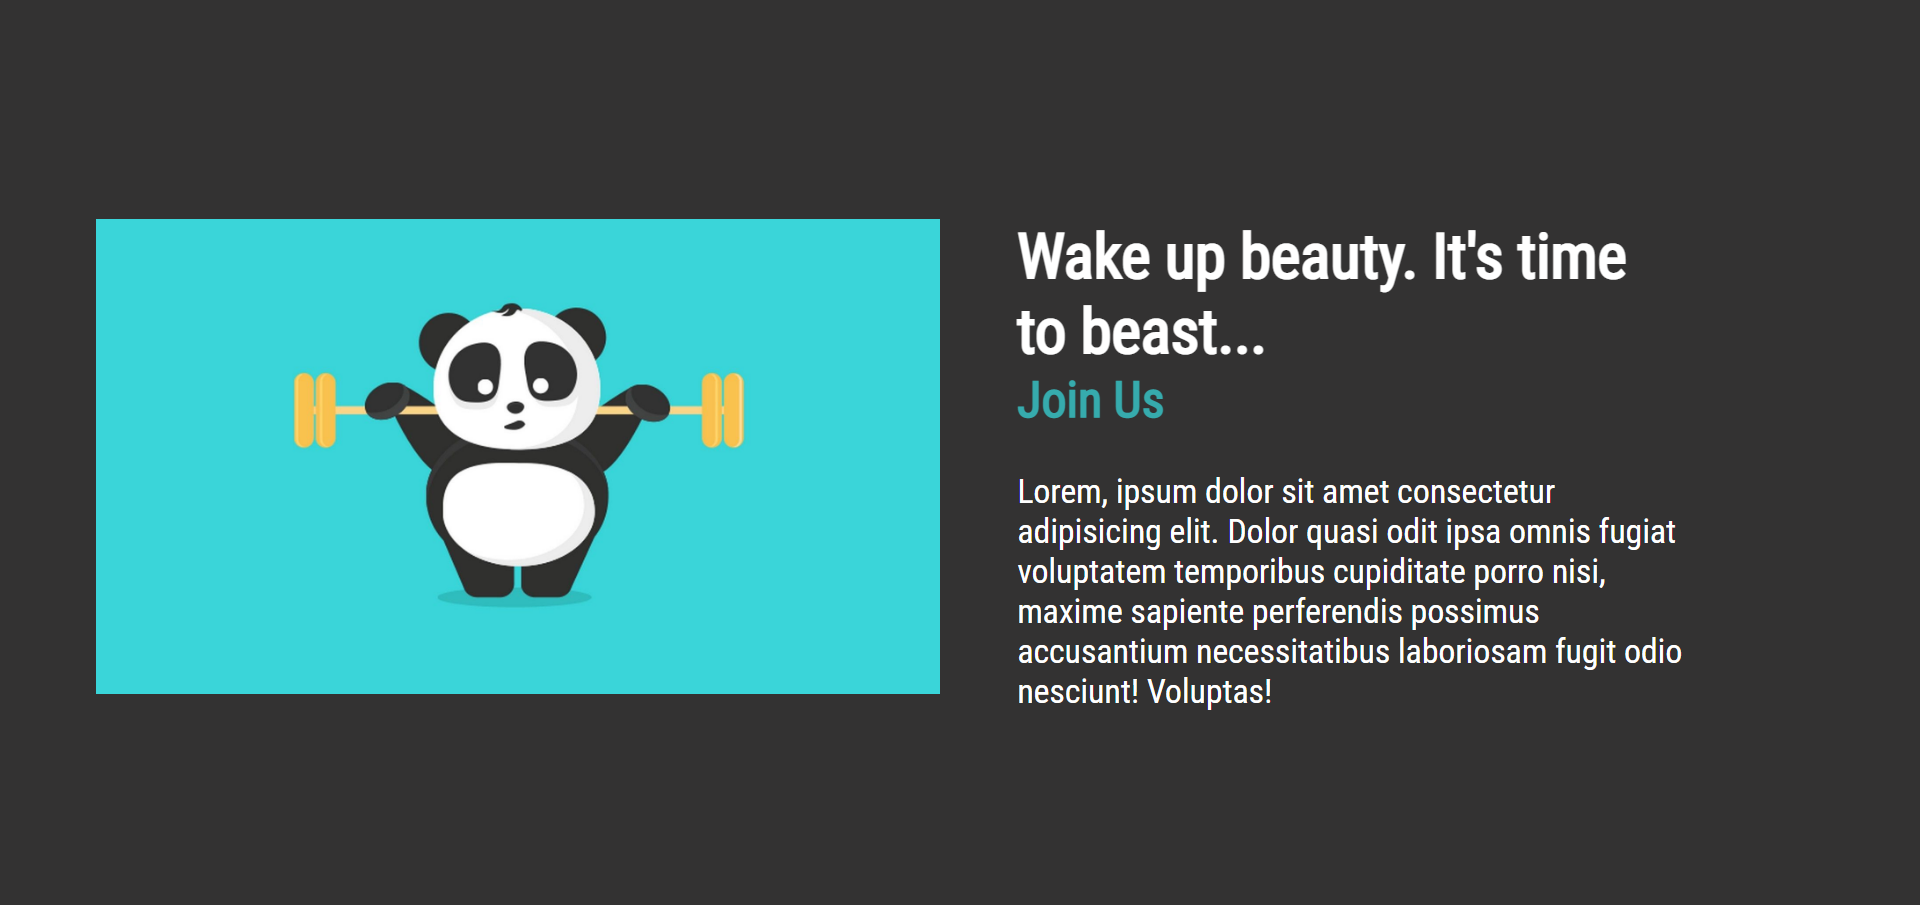 Wake up beauty. It's time
to beast...
Join Us
Lorem, ipsum dolor sit amet consectetur
adipisicing elit. Dolor quasi odit ipsa omnis fugiat
voluptatem temporibus cupiditate porro nisi,
maxime sapiente perferendis possimus
accusantium necessitatibus laboriosam fugit odio
nesciunt! Voluptas!